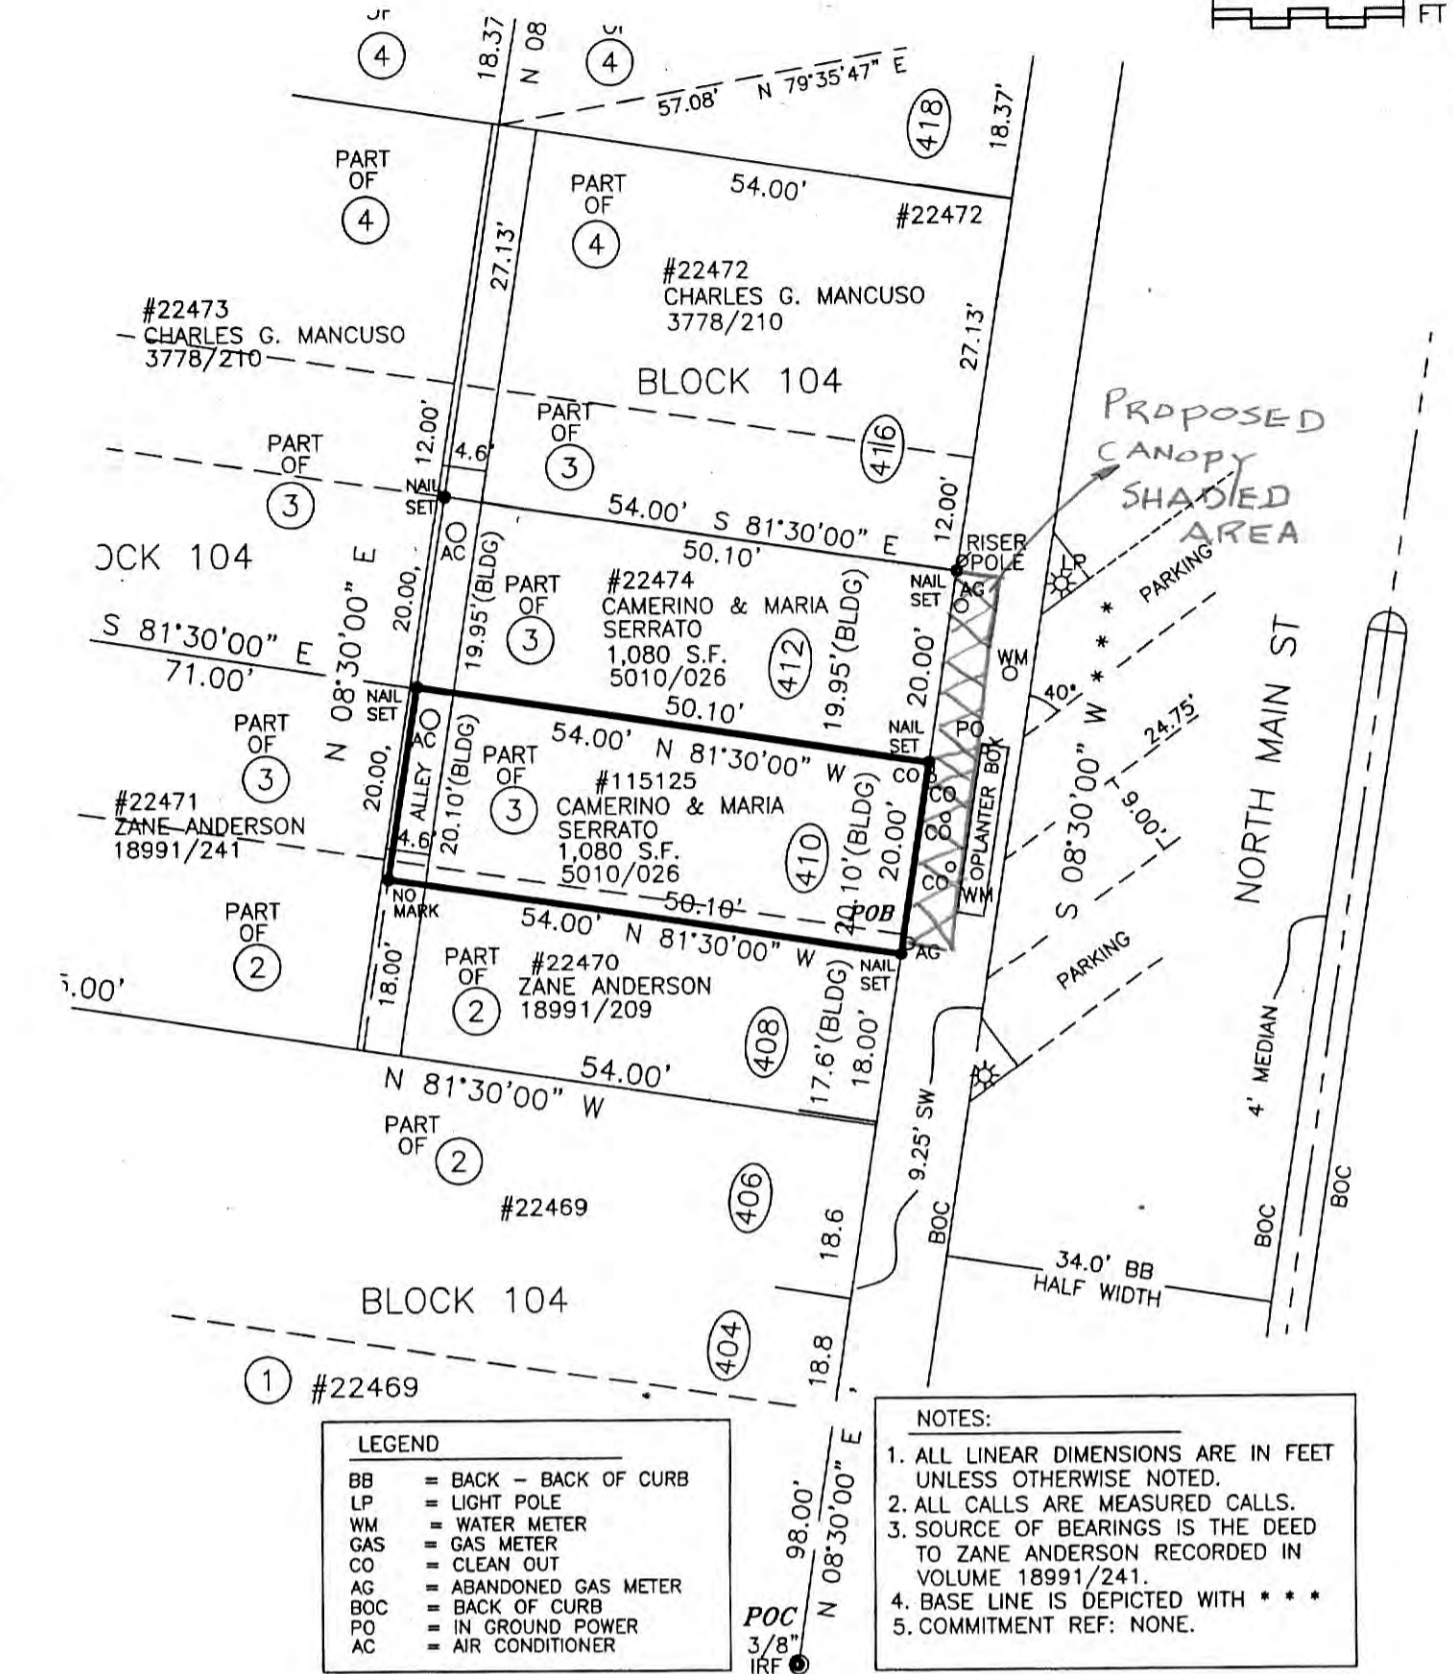 FT
18.37
N 08
4
4
57.08' N 79°35'47" E
418
18.37'
PART
OF
4
PART
OF
4
54.00'
#22472
27.13'
#22472
CHARLES G. MANCUSO
3778/210
27.13'
#22473
CHARLES G. MANCUSO
3778/210
BLOCK 104
PROPOSED
CANOPY
SHADED
AREA
12.00'
4.6'
PART
OF
3
416
PART
OF
3
NAIL
SET
54.00' S 81°30'00" E
50.10'
12.00'
RISER
POLE
LP
PARKING
OCK 104
AC
20.00'
19.95'(BLDG)
PART
OF
3
#22474
CAMERINO & MARIA
SERRATO
1,080 S.F.
5010/026
412
19.95'(BLDG)
NAIL
SET
AG
20.00'
WM
40°
S 81°30'00" E
71.00'
N 08°30'00" E
NAIL
SET
50.10'
54.00' N 81°30'00" W
NAIL
SET
PO
24.75'
9.00'
S 08°30'00" W * * * *
NORTH MAIN ST
PART
OF
3
20.00'
AC
ALLEY
4.6'
20.10'(BLDG)
PART
OF
3
#115125
CAMERINO & MARIA
SERRATO
1,080 S.F.
5010/026
410
20.10'(BLDG)
20.00'
CO
CO
CO
CO
PLANTER BOX
WM
#22471
ZANE ANDERSON
18991/241
NO
MARK
50.10'
54.00' N 81°30'00" W
POB
NAIL
SET
AG
PARKING
PART
OF
2
18.00'
PART
OF
2
#22470
ZANE ANDERSON
18991/209
408
17.6'(BLDG)
18.00'
5.00'
54.00'
N 81°30'00" W
PART
OF
2
#22469
406
18.6
9.25' SW
BOC
4' MEDIAN
BOC
BOC
34.0' BB
HALF WIDTH
BLOCK 104
404
18.8
1
#22469
98.00'
N 08°30'00" E
POC
3/8"
IRF
LEGEND
BB = BACK - BACK OF CURB
LP = LIGHT POLE
WM = WATER METER
GAS = GAS METER
CO = CLEAN OUT
AG = ABANDONED GAS METER
BOC = BACK OF CURB
PO = IN GROUND POWER
AC = AIR CONDITIONER
NOTES:
1. ALL LINEAR DIMENSIONS ARE IN FEET
UNLESS OTHERWISE NOTED.
2. ALL CALLS ARE MEASURED CALLS.
3. SOURCE OF BEARINGS IS THE DEED
TO ZANE ANDERSON RECORDED IN
VOLUME 18991/241.
4. BASE LINE IS DEPICTED WITH * * *
5. COMMITMENT REF: NONE.